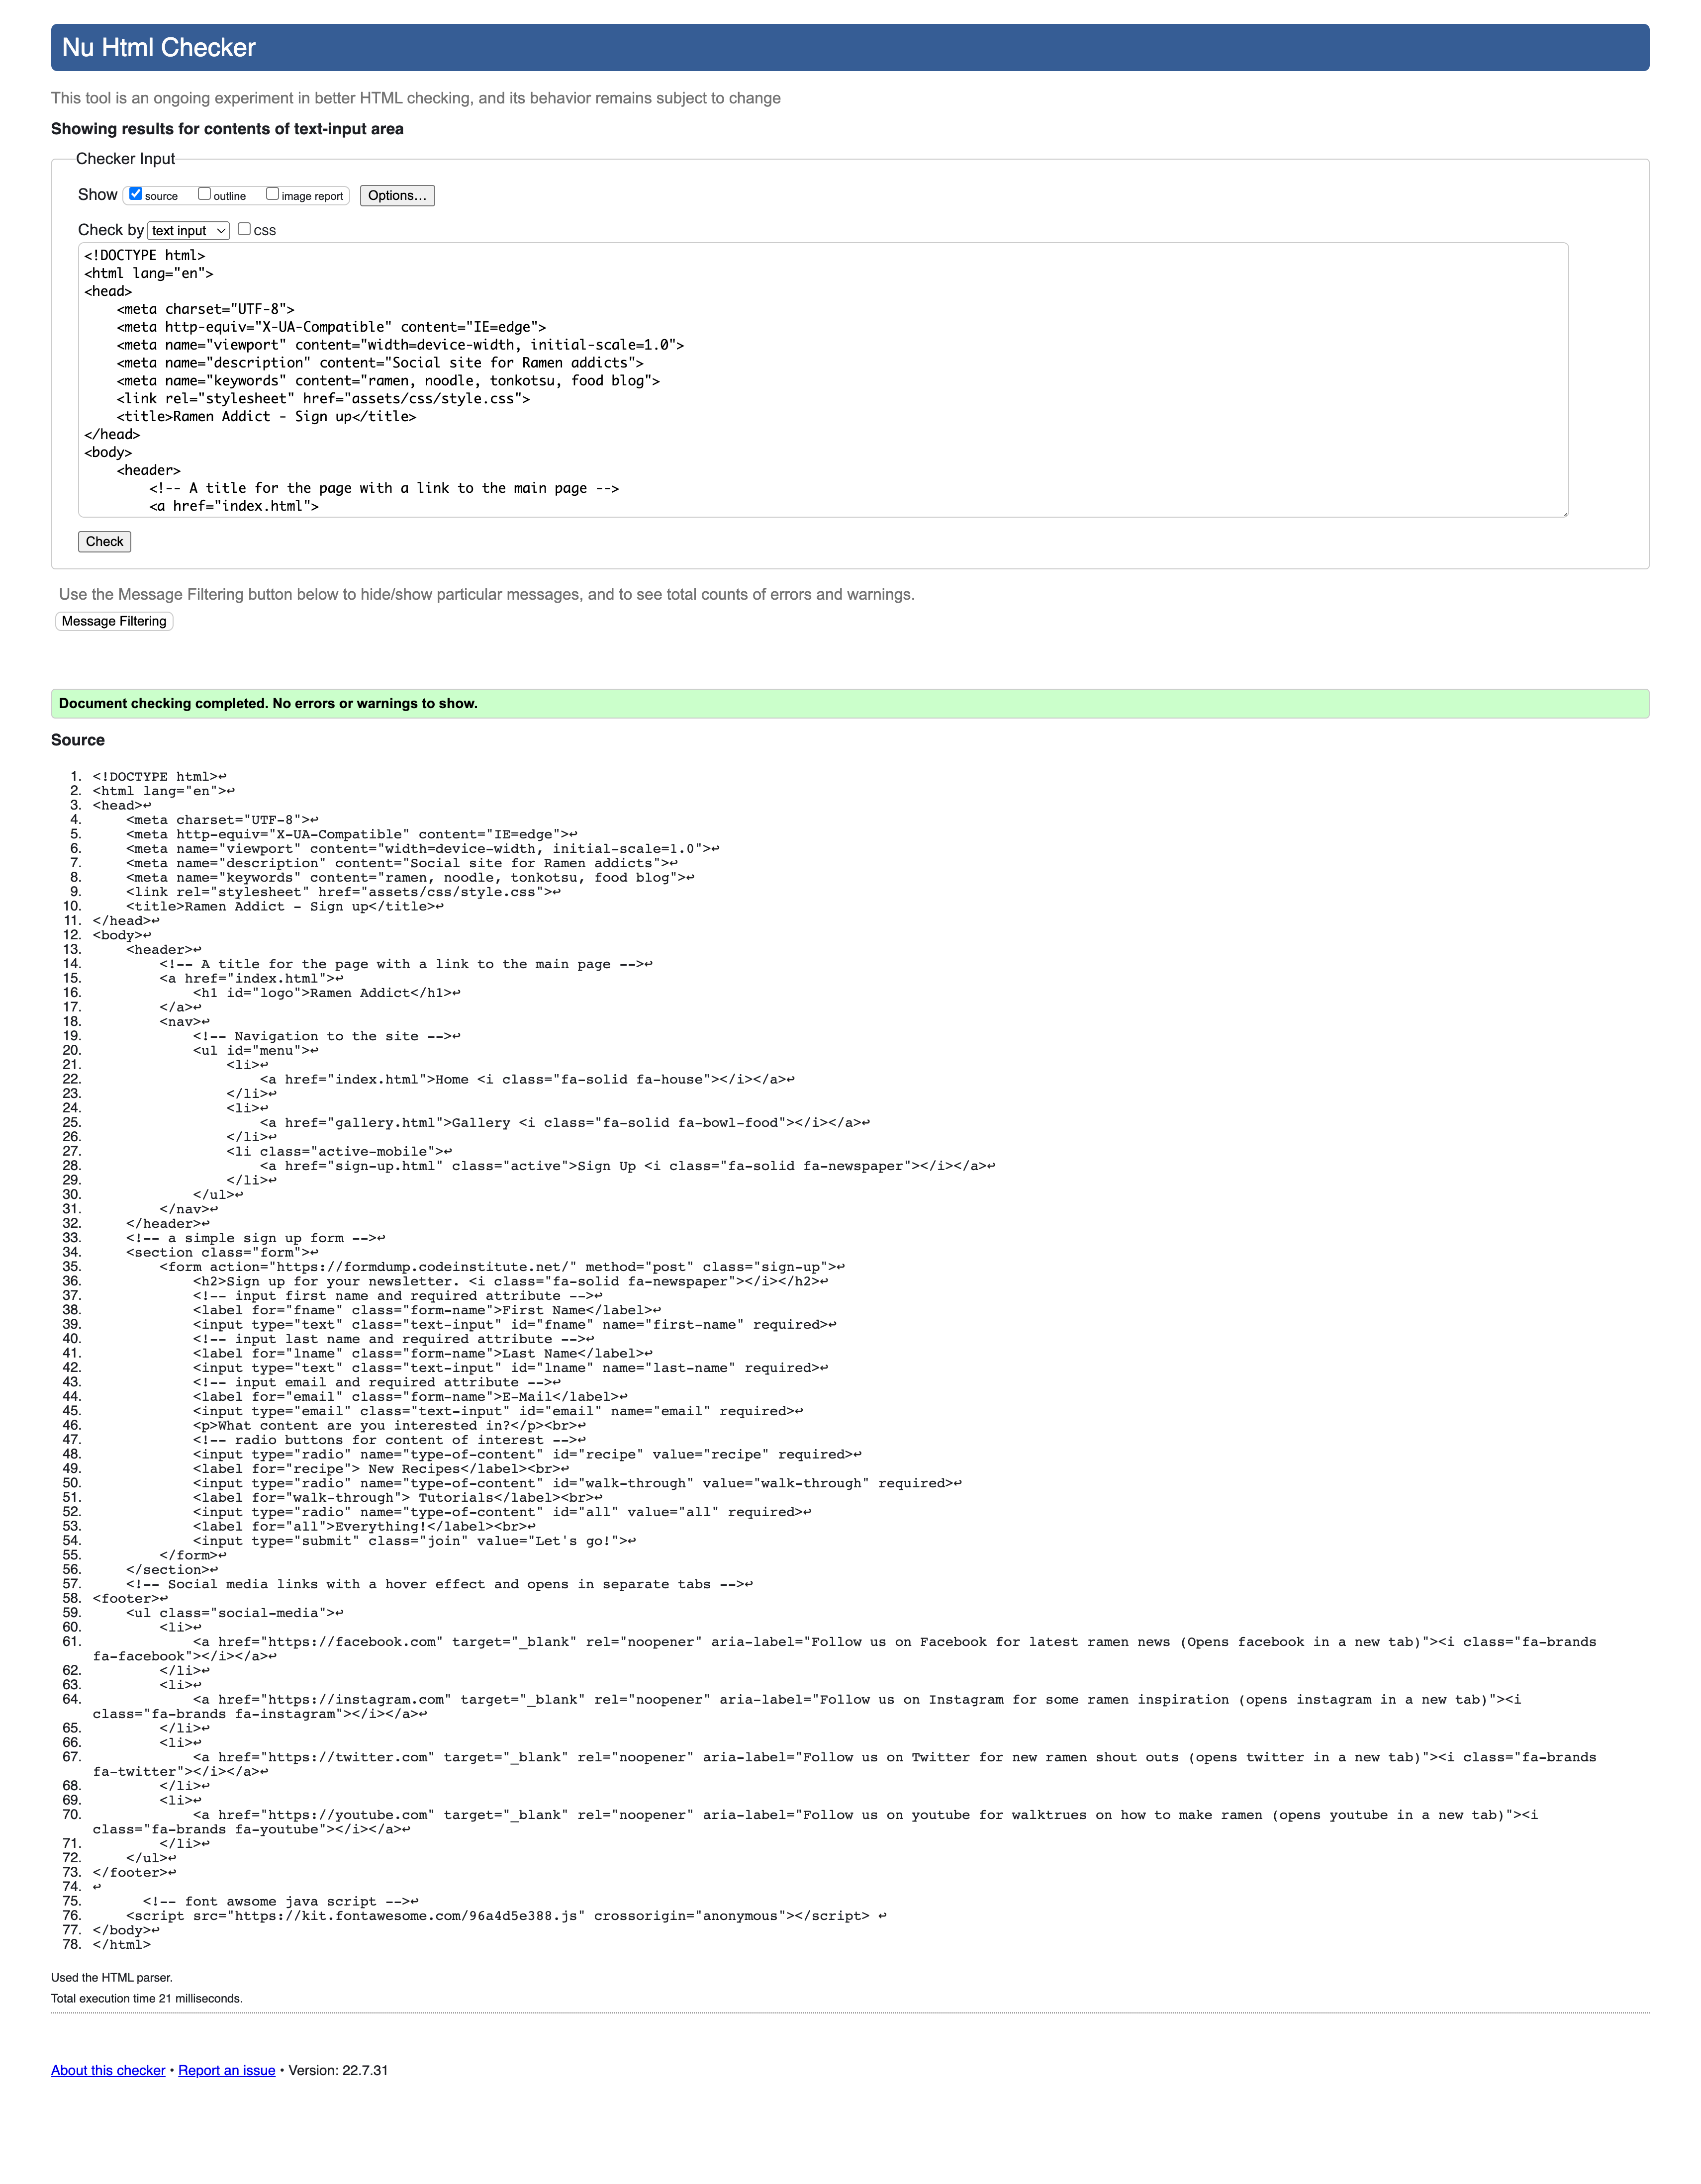 Nu Html Checker
This tool is an ongoing experiment in better HTML checking, and its behavior remains subject to change
Showing results for contents of text-input area
Checker Input
Show source outline image report Options…
Check by text input CSS
<!DOCTYPE html>
<html lang="en">
<head>
    <meta charset="UTF-8">
    <meta http-equiv="X-UA-Compatible" content="IE=edge">
    <meta name="viewport" content="width=device-width, initial-scale=1.0">
    <meta name="description" content="Social site for Ramen addicts">
    <meta name="keywords" content="ramen, noodle, tonkotsu, food blog">
    <link rel="stylesheet" href="assets/css/style.css">
    <title>Ramen Addict - Sign up</title>
</head>
<body>
    <header>
        <!-- A title for the page with a link to the main page -->
        <a href="index.html">
Check
Use the Message Filtering button below to hide/show particular messages, and to see total counts of errors and warnings.
Message Filtering
Document checking completed. No errors or warnings to show.
Source
1. <!DOCTYPE html>↩
2. <html lang="en">↩
3. <head>↩
4.     <meta charset="UTF-8">↩
5.     <meta http-equiv="X-UA-Compatible" content="IE=edge">↩
6.     <meta name="viewport" content="width=device-width, initial-scale=1.0">↩
7.     <meta name="description" content="Social site for Ramen addicts">↩
8.     <meta name="keywords" content="ramen, noodle, tonkotsu, food blog">↩
9.     <link rel="stylesheet" href="assets/css/style.css">↩
10.     <title>Ramen Addict - Sign up</title>↩
11. </head>↩
12. <body>↩
13.     <header>↩
14.         <!-- A title for the page with a link to the main page -->↩
15.         <a href="index.html">↩
16.             <h1 id="logo">Ramen Addict</h1>↩
17.         </a>↩
18.         <nav>↩
19.             <!-- Navigation to the site -->↩
20.             <ul id="menu">↩
21.                 <li>↩
22.                     <a href="index.html">Home <i class="fa-solid fa-house"></i></a>↩
23.                 </li>↩
24.                 <li>↩
25.                     <a href="gallery.html">Gallery <i class="fa-solid fa-bowl-food"></i></a>↩
26.                 </li>↩
27.                 <li class="active-mobile">↩
28.                     <a href="sign-up.html" class="active">Sign Up <i class="fa-solid fa-newspaper"></i></a>↩
29.                 </li>↩
30.             </ul>↩
31.         </nav>↩
32.     </header>↩
33.     <!-- a simple sign up form -->↩
34.     <section class="form">↩
35.         <form action="https://formdump.codeinstitute.net/" method="post" class="sign-up">↩
36.             <h2>Sign up for your newsletter. <i class="fa-solid fa-newspaper"></i></h2>↩
37.             <!-- input first name and required attribute -->↩
38.             <label for="fname" class="form-name">First Name</label>↩
39.             <input type="text" class="text-input" id="fname" name="first-name" required>↩
40.             <!-- input last name and required attribute -->↩
41.             <label for="lname" class="form-name">Last Name</label>↩
42.             <input type="text" class="text-input" id="lname" name="last-name" required>↩
43.             <!-- input email and required attribute -->↩
44.             <label for="email" class="form-name">E-Mail</label>↩
45.             <input type="email" class="text-input" id="email" name="email" required>↩
46.             <p>What content are you interested in?</p><br>↩
47.             <!-- radio buttons for content of interest -->↩
48.             <input type="radio" name="type-of-content" id="recipe" value="recipe" required>↩
49.             <label for="recipe"> New Recipes</label><br>↩
50.             <input type="radio" name="type-of-content" id="walk-through" value="walk-through" required>↩
51.             <label for="walk-through"> Tutorials</label><br>↩
52.             <input type="radio" name="type-of-content" id="all" value="all" required>↩
53.             <label for="all">Everything!</label><br>↩
54.             <input type="submit" class="join" value="Let's go!">↩
55.         </form>↩
56.     </section>↩
57.     <!-- Social media links with a hover effect and opens in separate tabs -->↩
58. <footer>↩
59.     <ul class="social-media">↩
60.         <li>↩
61.             <a href="https://facebook.com" target="_blank" rel="noopener" aria-label="Follow us on Facebook for latest ramen news (Opens facebook in a new tab)"><i class="fa-brands
fa-facebook"></i></a>↩
62.         </li>↩
63.         <li>↩
64.             <a href="https://instagram.com" target="_blank" rel="noopener" aria-label="Follow us on Instagram for some ramen inspiration (opens instagram in a new tab)"><i
class="fa-brands fa-instagram"></i></a>↩
65.         </li>↩
66.         <li>↩
67.             <a href="https://twitter.com" target="_blank" rel="noopener" aria-label="Follow us on Twitter for new ramen shout outs (opens twitter in a new tab)"><i class="fa-brands
fa-twitter"></i></a>↩
68.         </li>↩
69.         <li>↩
70.             <a href="https://youtube.com" target="_blank" rel="noopener" aria-label="Follow us on youtube for walktrues on how to make ramen (opens youtube in a new tab)"><i
class="fa-brands fa-youtube"></i></a>↩
71.         </li>↩
72.     </ul>↩
73. </footer>↩
74. ↩
75.       <!-- font awsome java script -->↩
76.     <script src="https://kit.fontawesome.com/96a4d5e388.js" crossorigin="anonymous"></script> ↩
77. </body>↩
78. </html>
Used the HTML parser.
Total execution time 21 milliseconds.
About this checker • Report an issue • Version: 22.7.31